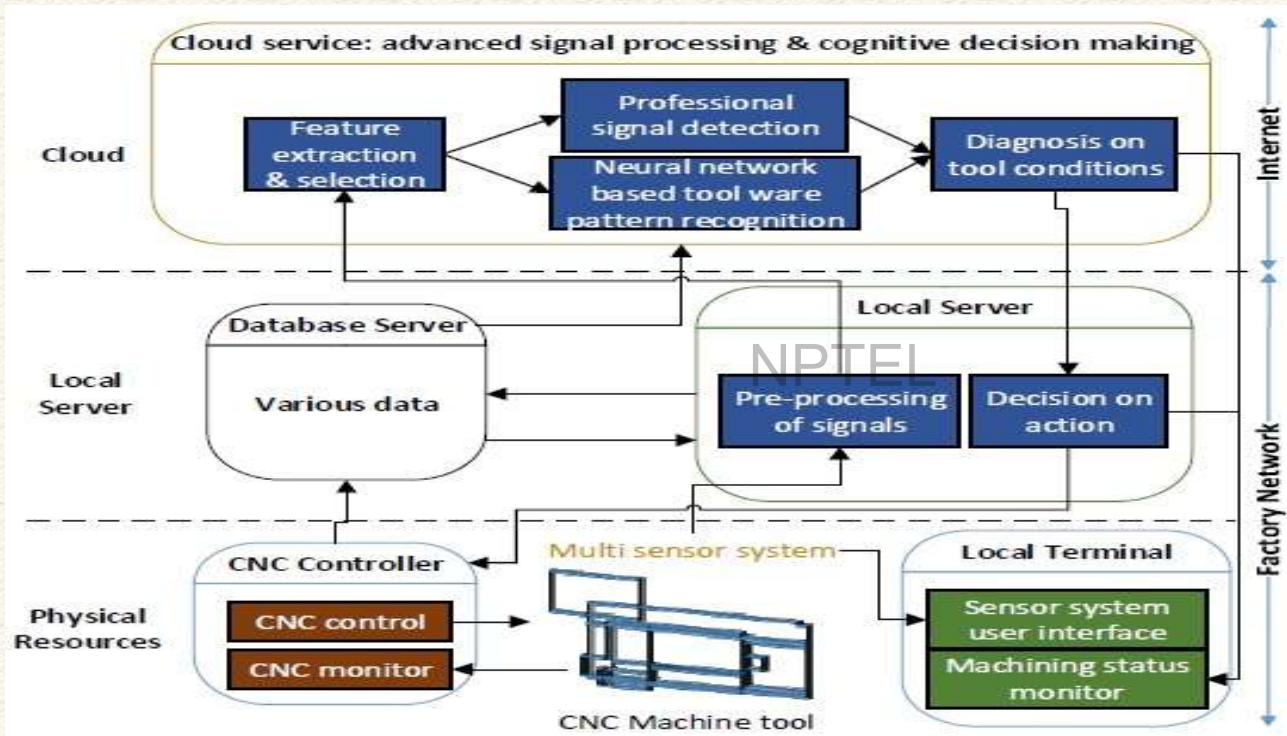 Cloud service: advanced signal processing & cognitive decision making
Cloud
Feature
extraction
& selection
Professional
signal detection
Neural network
based tool ware
pattern recognition
Diagnosis on
tool conditions
Internet
Local
Server
Database Server
Various data
Local Server
NPTEL
Pre-processing
of signals
Decision on
action
Factory Network
Physical
Resources
CNC Controller
CNC control
CNC monitor
Multi sensor system
CNC Machine tool
Local Terminal
Sensor system
user interface
Machining status
monitor